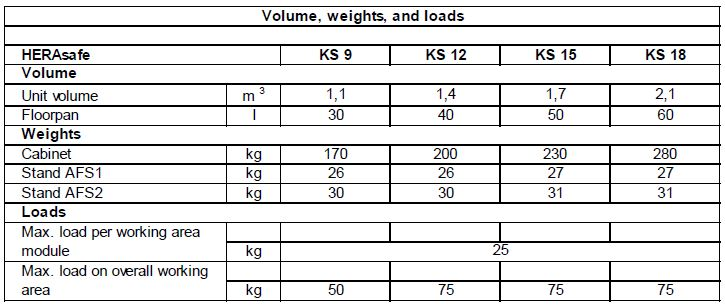 Volume, weights, and loads
HERAsafe KS 9 KS 12 KS 15 KS 18
Volume
Unit volume m 3 1,1 1,4 1,7 2,1
Floorpan l 30 40 50 60
Weights
Cabinet kg 170 200 230 280
Stand AFS1 kg 26 26 27 27
Stand AFS2 kg 30 30 31 31
Loads
Max. load per working area
module kg 25
Max. load on overall working
area kg 50 75 75 75